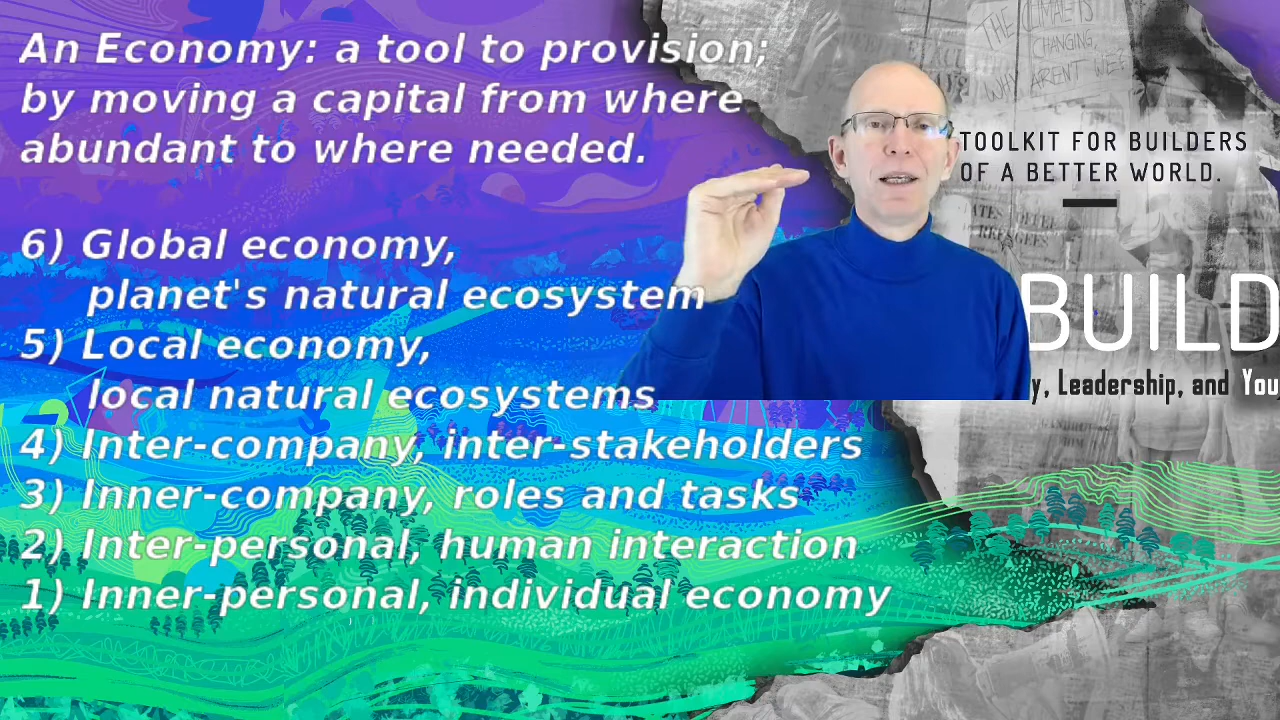 An Economy: a tool to provision;
by moving a capital from where
abundant to where needed.
6) Global economy,
planet's natural ecosystem
5) Local economy,
local natural ecosystems
4) Inter-company, inter-stakeholders
3) Inner-company, roles and tasks
2) Inter-personal, human interaction
1) Inner-personal, individual economy
THE CLIMATE IS
CHANGING,
WHY AREN'T WE?
TOOLKIT FOR BUILDERS
OF A BETTER WORLD.
BUILD
y, Leadership, and You